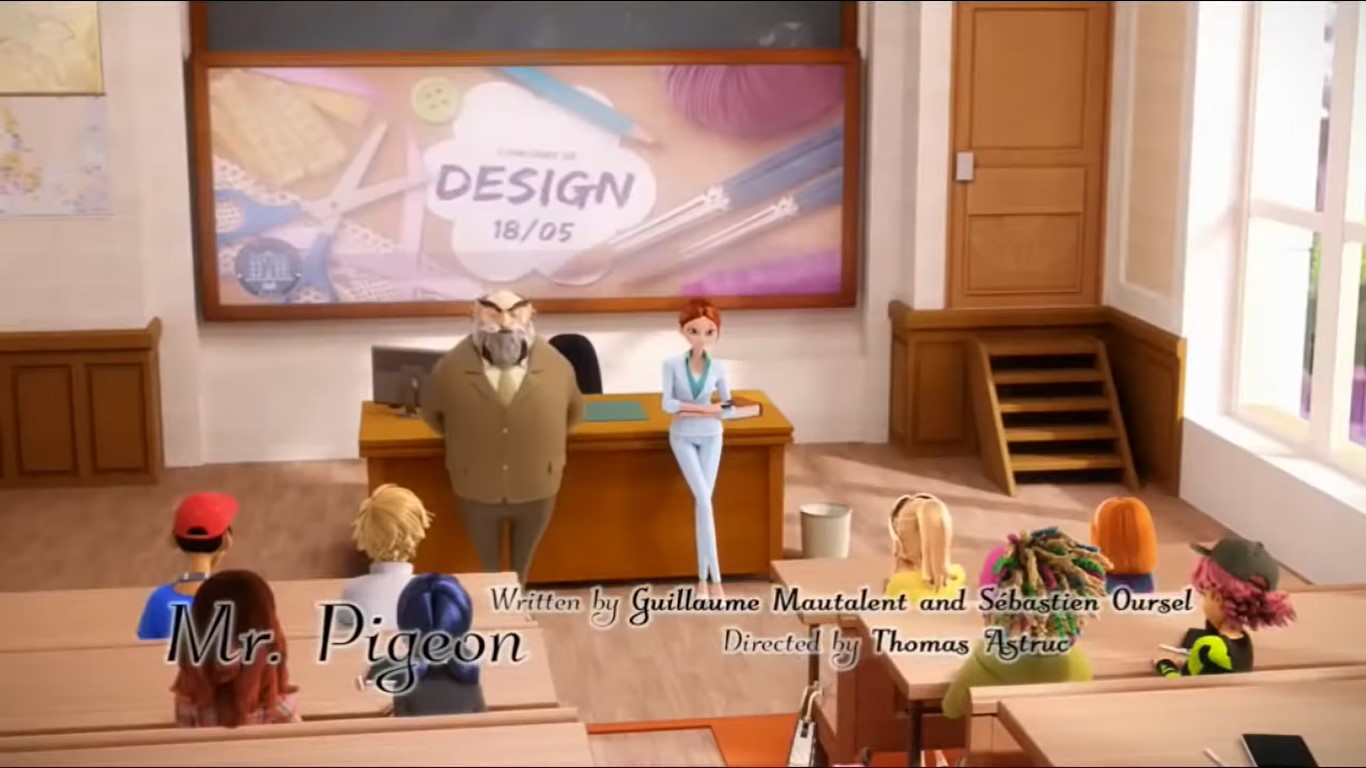 DESIGN
18/05
Mr. Pigeon
Written by Guillaume Mautalent and Sébastien Oursel
Directed by Thomas Astruc